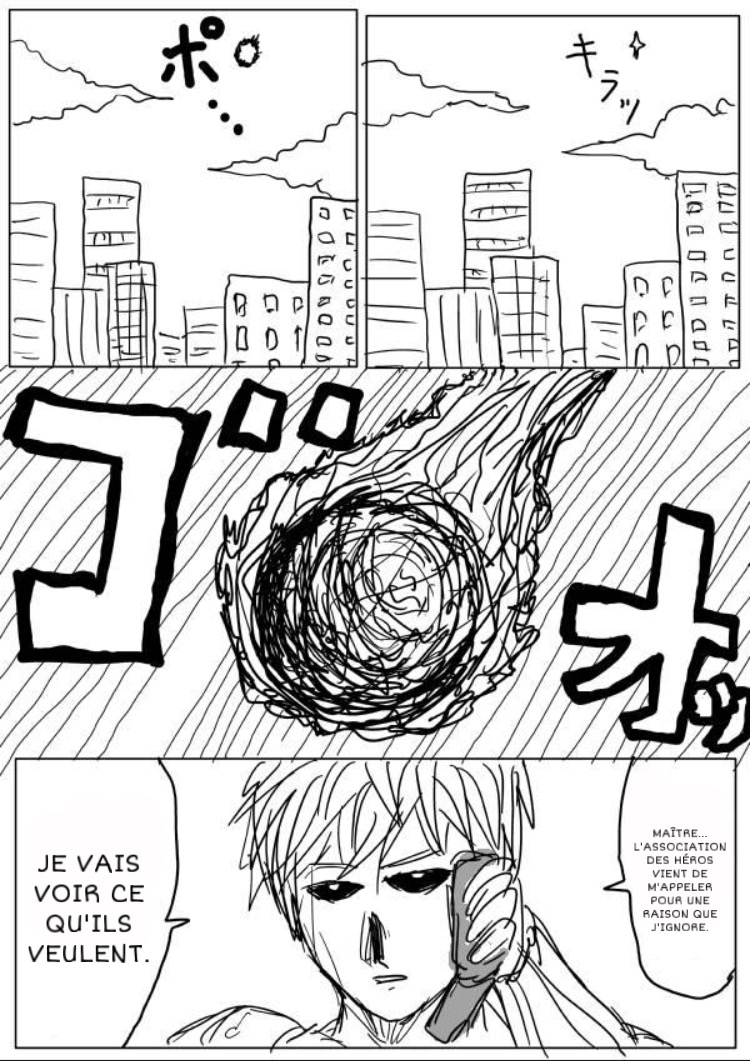 キラッ
ポ…
ゴオッ
MAÎTRE...
L'ASSOCIATION
DES HÉROS
VIENT DE
M'APPELER
POUR UNE
RAISON QUE
J'IGNORE.
JE VAIS
VOIR CE
QU'ILS
VEULENT.